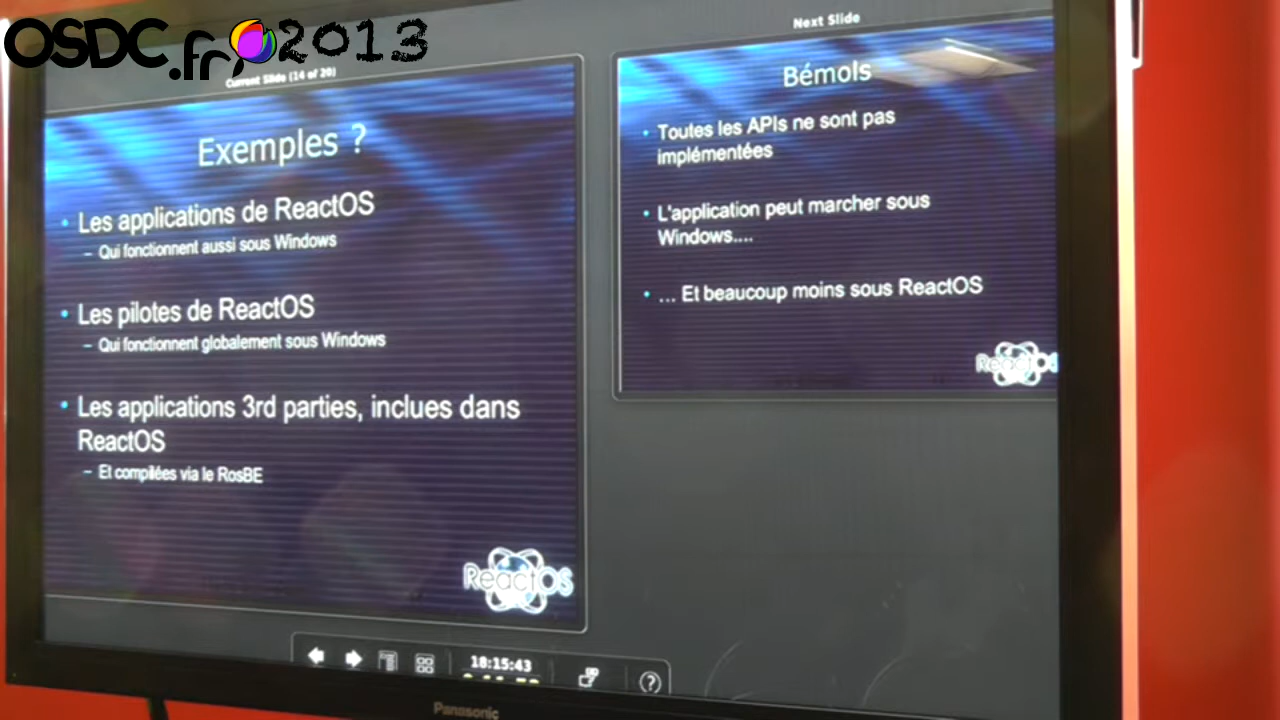 OSDC.fr 2013
Current Slide (14 of 20)
Exemples ?
Les applications de ReactOS
– Qui fonctionnent aussi sous Windows
Les pilotes de ReactOS
– Qui fonctionnent globalement sous Windows
Les applications 3rd parties, inclues dans
ReactOS
– Et compilées via le RosBE
ReactOS
Next Slide
Bémols
Toutes les APIs ne sont pas
implémentées
L'application peut marcher sous
Windows....
... Et beaucoup moins sous ReactOS
ReactOS
18:15:43
?
Panasonic